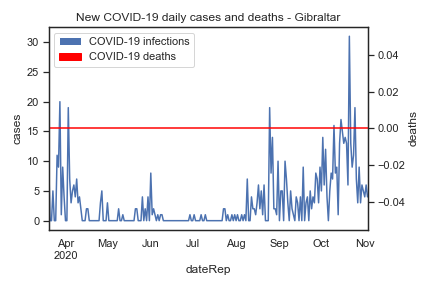 New COVID-19 daily cases and deaths - Gibraltar
COVID-19 infections
COVID-19 deaths
cases
30
25
20
15
10
5
0
deaths
0.04
0.02
0.00
−0.02
−0.04
Apr May Jun Jul Aug Sep Oct Nov
2020
dateRep